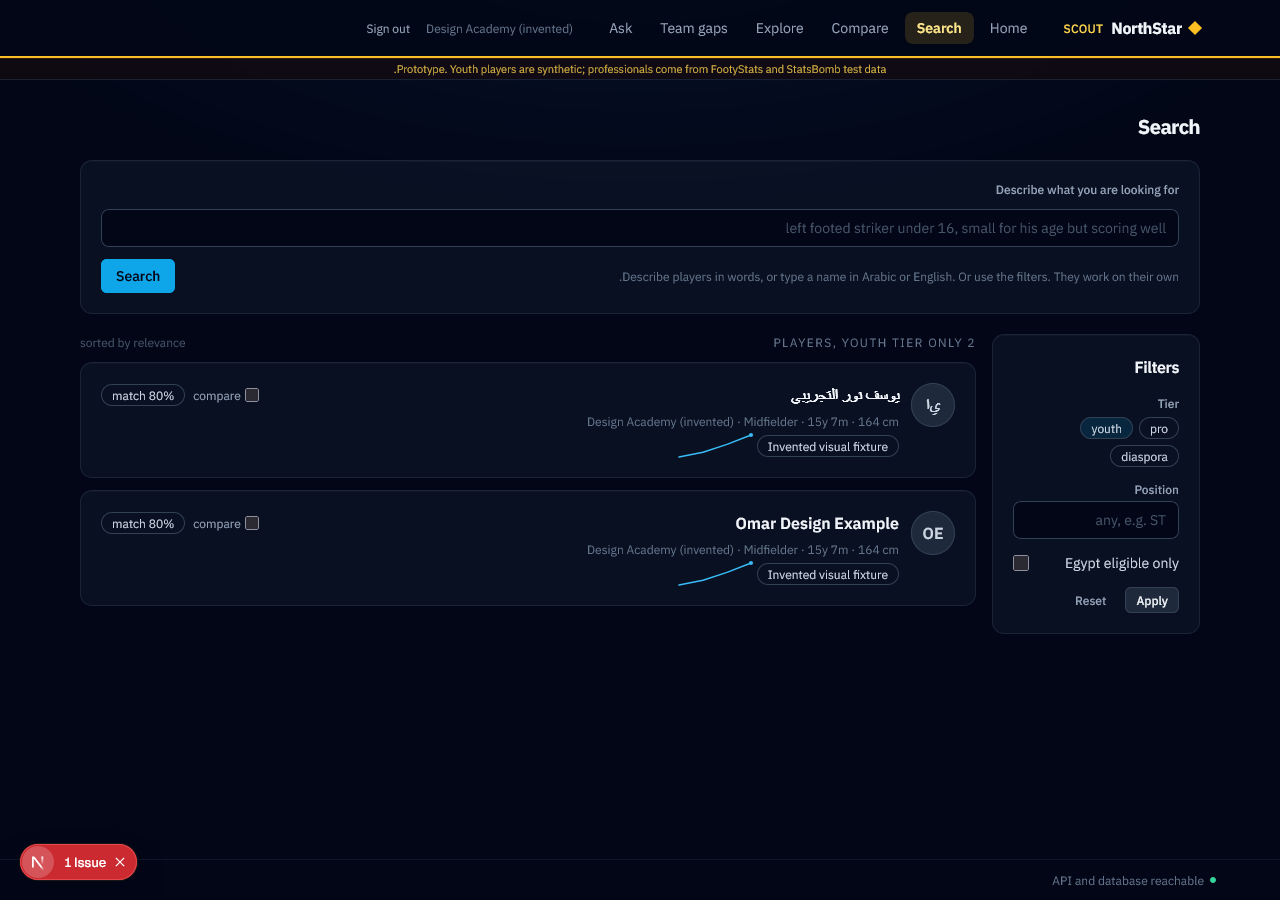 NorthStar SCOUT
Home
Search
Compare
Explore
Team gaps
Ask
Design Academy (invented)
Sign out
.Prototype. Youth players are synthetic; professionals come from FootyStats and StatsBomb test data
Search
Describe what you are looking for
left footed striker under 16, small for his age but scoring well
.Describe players in words, or type a name in Arabic or English. Or use the filters. They work on their own
Search
Filters
Tier
youth
pro
diaspora
Position
any, e.g. ST
Egypt eligible only
Apply
Reset
PLAYERS, YOUTH TIER ONLY 2
sorted by relevance
يا
يوسف نور التجريبي
Design Academy (invented) · Midfielder · 15y 7m · 164 cm
Invented visual fixture
compare
match 80%
OE
Omar Design Example
Design Academy (invented) · Midfielder · 15y 7m · 164 cm
Invented visual fixture
compare
match 80%
N 1 Issue
API and database reachable